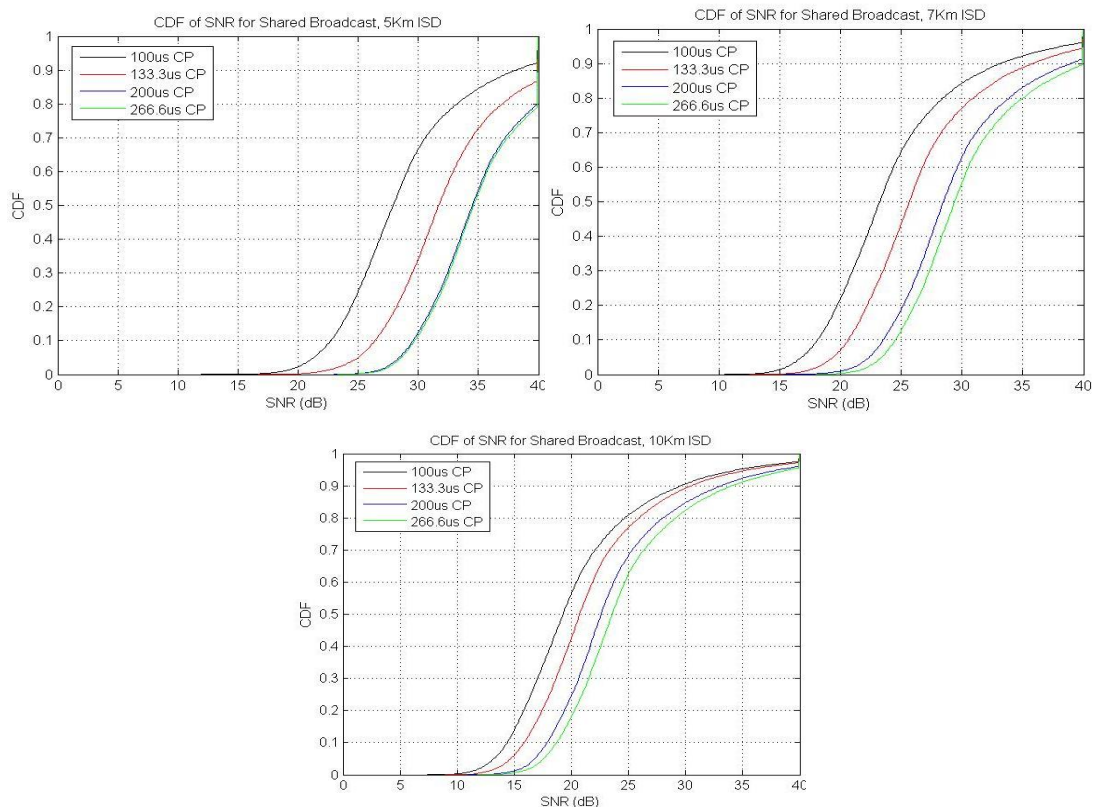 CDF of SNR for Shared Broadcast, 5Km ISD
1
0.9
0.8
0.7
0.6
0.5
0.4
0.3
0.2
0.1
0
CDF
100us CP
133.3us CP
200us CP
266.6us CP
0 5 10 15 20 25 30 35 40
SNR (dB)
CDF of SNR for Shared Broadcast, 7Km ISD
1
0.9
0.8
0.7
0.6
0.5
0.4
0.3
0.2
0.1
0
CDF
100us CP
133.3us CP
200us CP
266.6us CP
0 5 10 15 20 25 30 35 40
SNR (dB)
CDF of SNR for Shared Broadcast, 10Km ISD
1
0.9
0.8
0.7
0.6
0.5
0.4
0.3
0.2
0.1
0
CDF
100us CP
133.3us CP
200us CP
266.6us CP
0 5 10 15 20 25 30 35 40
SNR (dB)